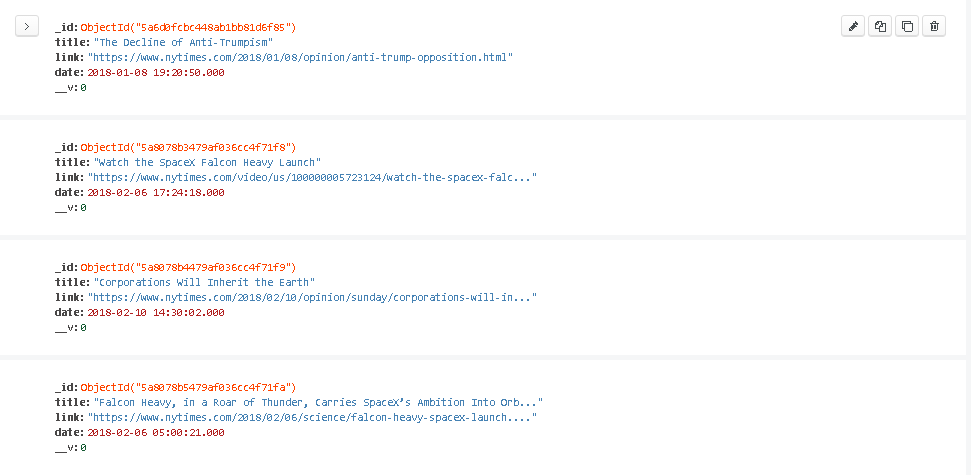 _id: ObjectId("5a6d0fcbc448ab1bb81d6f85")
title: "The Decline of Anti-Trumpism"
link: "https://www.nytimes.com/2018/01/08/opinion/anti-trump-opposition.html"
date: 2018-01-08 19:20:50.000
__v: 0
_id: ObjectId("5a8078b3479af036cc4f71f8")
title: "Watch the SpaceX Falcon Heavy Launch"
link: "https://www.nytimes.com/video/us/100000005723124/watch-the-spacex-falc..."
date: 2018-02-06 17:24:18.000
__v: 0
_id: ObjectId("5a8078b4479af036cc4f71f9")
title: "Corporations Will Inherit the Earth"
link: "https://www.nytimes.com/2018/02/10/opinion/sunday/corporations-will-in..."
date: 2018-02-10 14:30:02.000
__v: 0
_id: ObjectId("5a8078b5479af036cc4f71fa")
title: "Falcon Heavy, in a Roar of Thunder, Carries SpaceX’s Ambition Into Orb..."
link: "https://www.nytimes.com/2018/02/06/science/falcon-heavy-spacex-launch...."
date: 2018-02-06 05:00:21.000
__v: 0